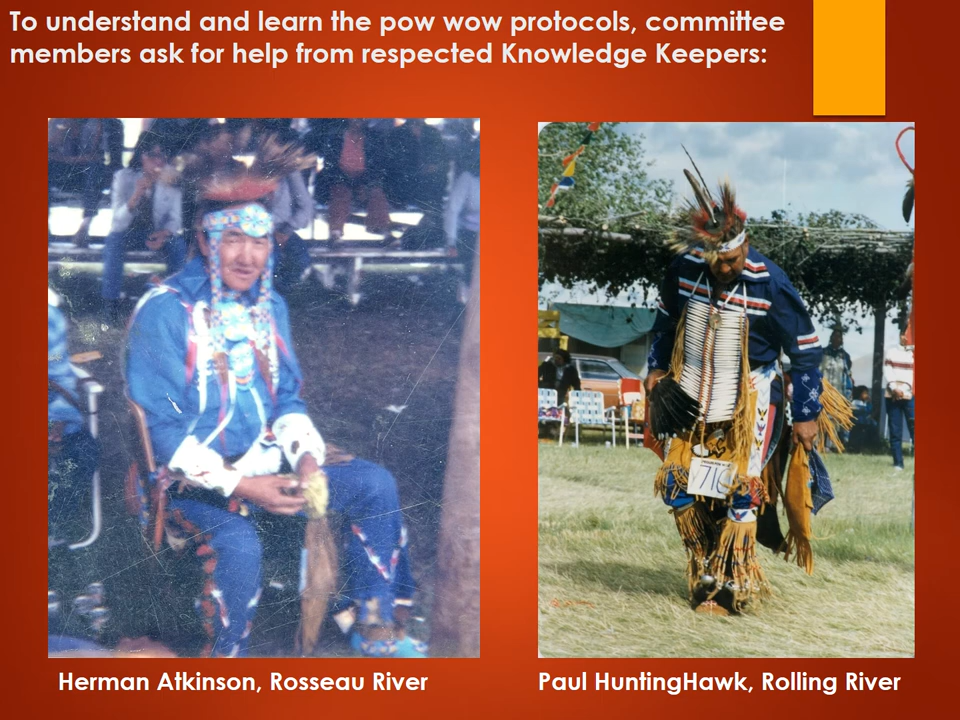 To understand and learn the pow wow protocols, committee
members ask for help from respected Knowledge Keepers:
716
Herman Atkinson, Rosseau River
Paul HuntingHawk, Rolling River